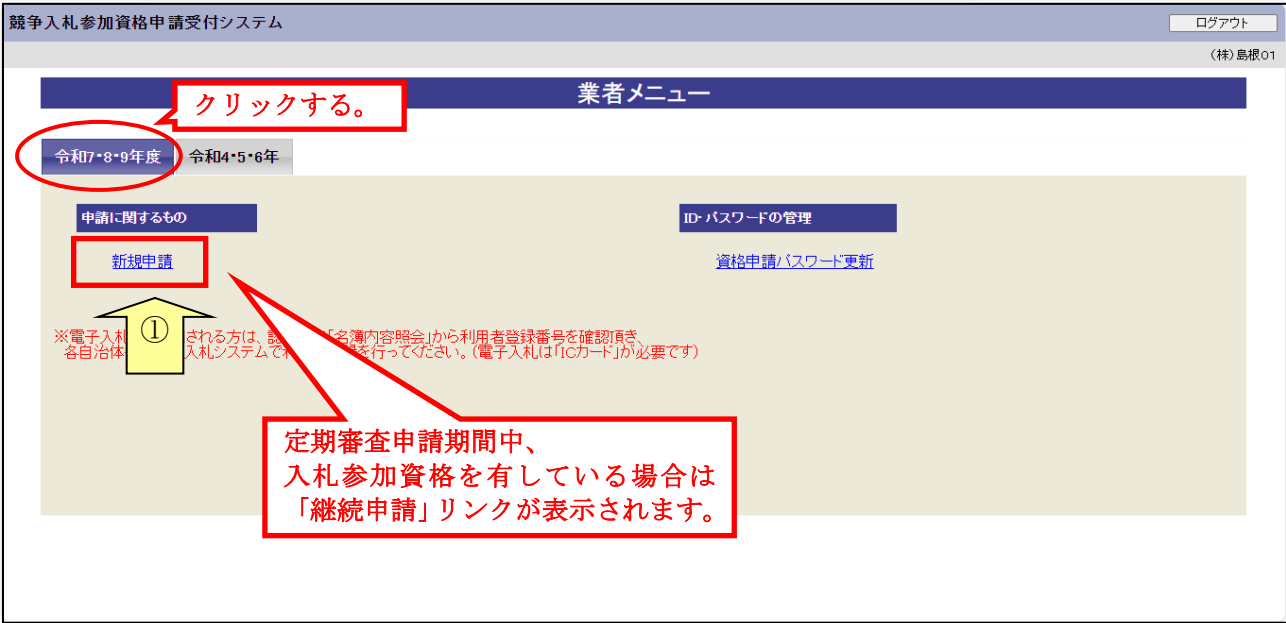 競争入札参加資格申請受付システム
ログアウト
(株)島根01
業者メニュー
クリックする。
令和7・8・9年度
令和4・5・6年
申請に関するもの
ID・パスワードの管理
新規申請
資格申請パスワード更新
①
※電子入札 される方は、 「名簿内容照会」から利用者登録番号を確認頂き、
各自治体 入札システムで を行ってください。(電子入札は「ICカード」が必要です)
定期審査申請期間中、
入札参加資格を有している場合は
「継続申請」リンクが表示されます。